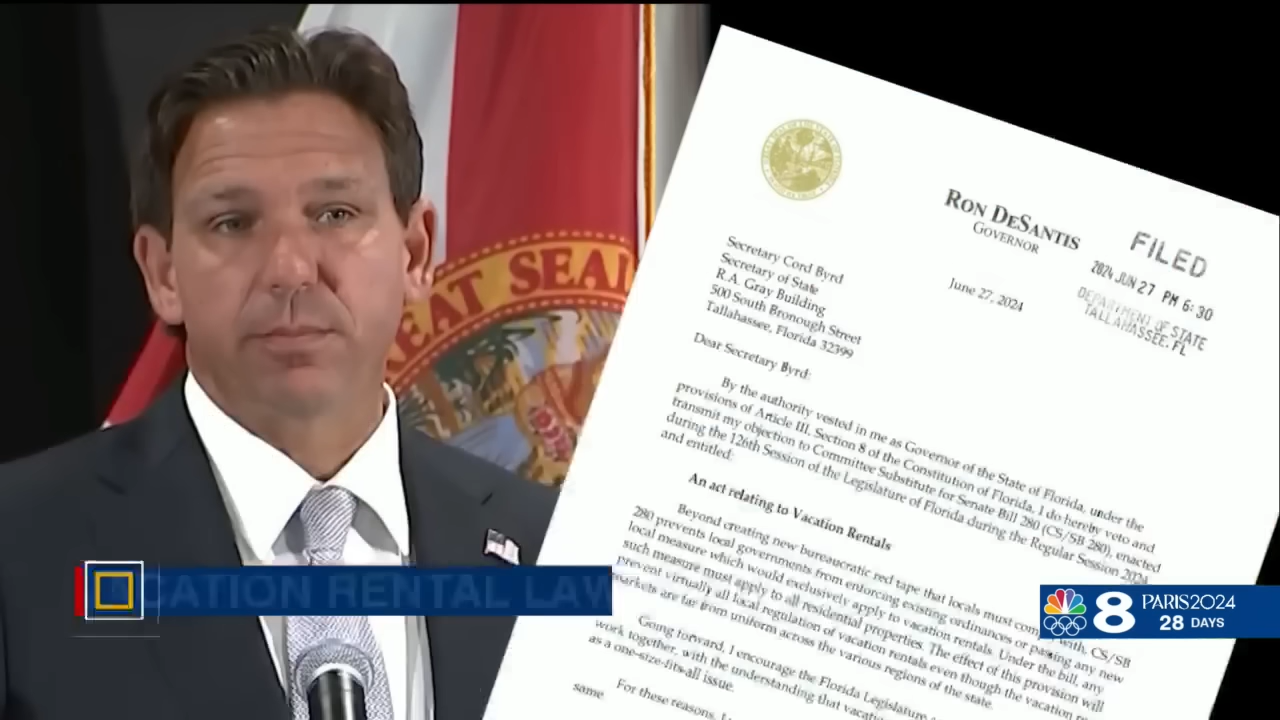 GREAT SEAL
RON DESANTIS
GOVERNOR
FILED
2024 JUN 27 PM 6:30
DEPARTMENT OF STATE
TALLAHASSEE, FL
June 27, 2024
Secretary Cord Byrd
Secretary of State
R.A. Gray Building
500 South Bronough Street
Tallahassee, Florida 32399
Dear Secretary Byrd:
By the authority vested in me as Governor of the State of Florida, under the
provisions of Article III, Section 8 of the Constitution of Florida, I do hereby veto and
transmit my objection to Committee Substitute for Senate Bill 280 (CS/SB 280), enacted
during the 126th Session of the Legislature of Florida during the Regular Session 2024
and entitled:
An act relating to Vacation Rentals
Beyond creating new bureaucratic red tape that locals must comply with, CS/SB
280 prevents local governments from enforcing existing ordinances or passing any new
local measure which would exclusively apply to vacation rentals. Under the bill, any
such measure must apply to all residential properties. The effect of this provision will
prevent virtually all local regulation of vacation rentals even though the vacation
markets are far from uniform across the various regions of the state.
Going forward, I encourage the Florida Legislature
work together, with the understanding that
as a one-size-fits-all issue.
For these reasons, I
same
CATION RENTAL LAW
8 PARIS2024
28 DAYS